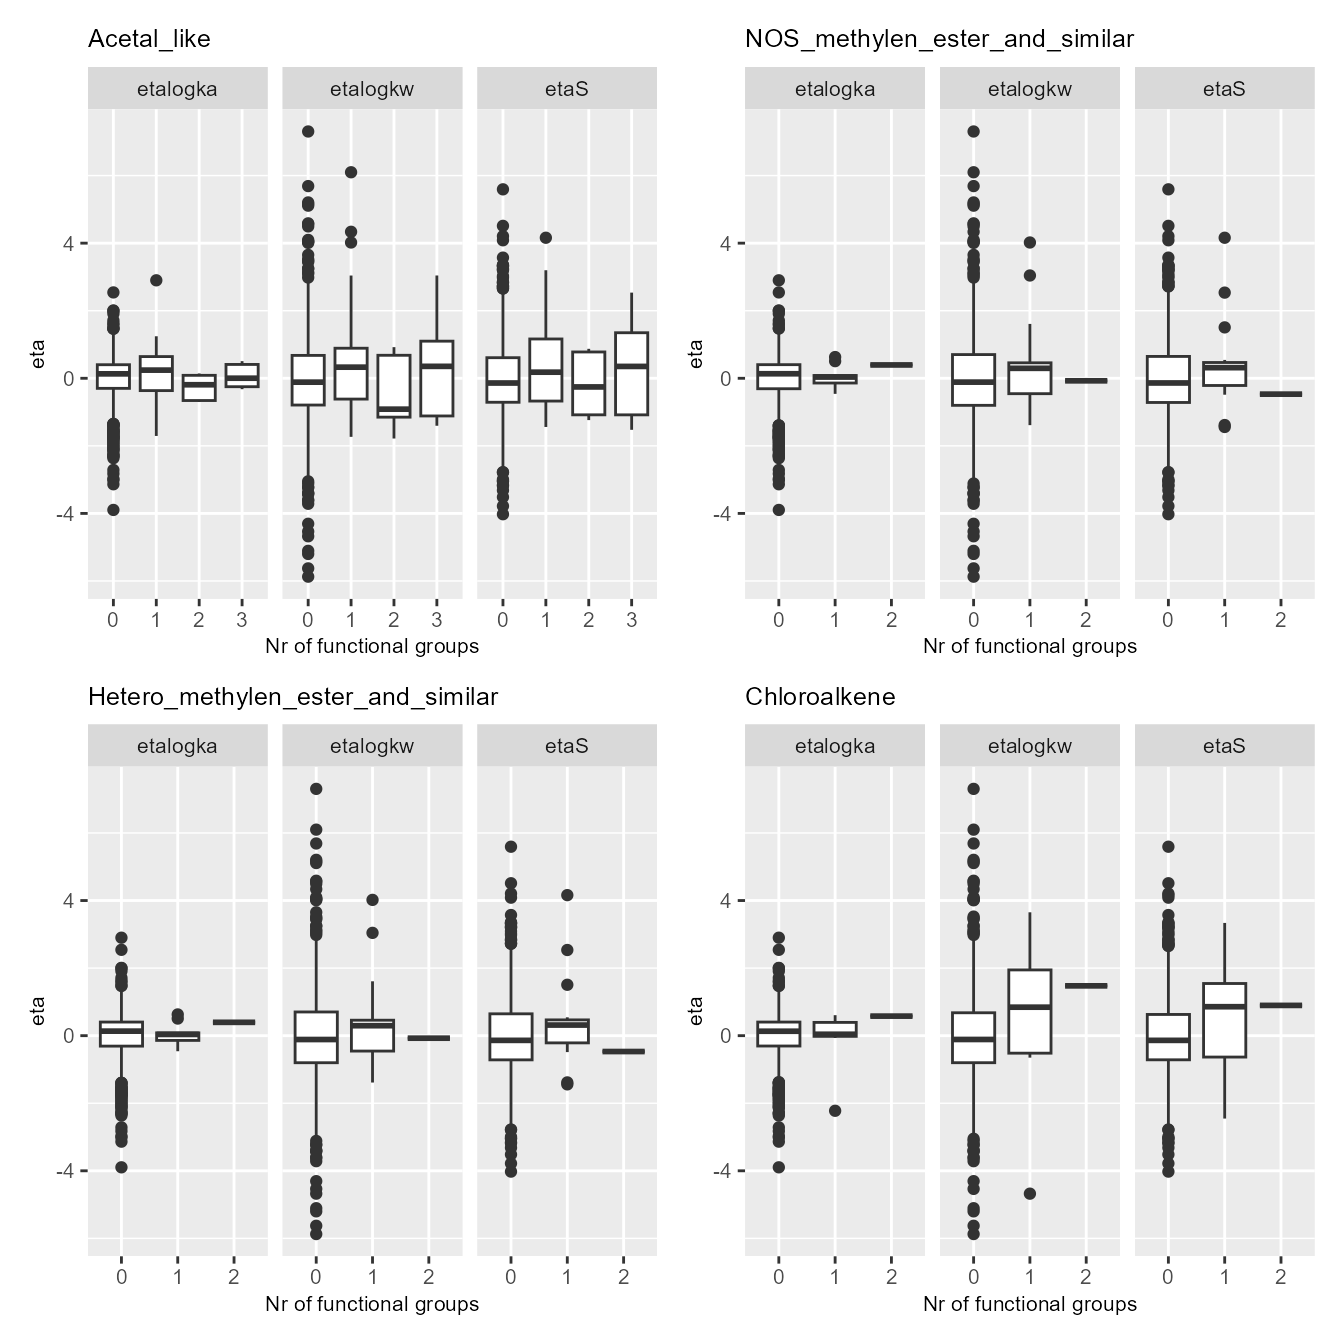 Acetal_like
etalogka etalogkw etaS
eta
4
0
-4
0 1 2 3 0 1 2 3 0 1 2 3
Nr of functional groups
NOS_methylen_ester_and_similar
etalogka etalogkw etaS
eta
4
0
-4
0 1 2 0 1 2 0 1 2
Nr of functional groups
Hetero_methylen_ester_and_similar
etalogka etalogkw etaS
eta
4
0
-4
0 1 2 0 1 2 0 1 2
Nr of functional groups
Chloroalkene
etalogka etalogkw etaS
eta
4
0
-4
0 1 2 0 1 2 0 1 2
Nr of functional groups